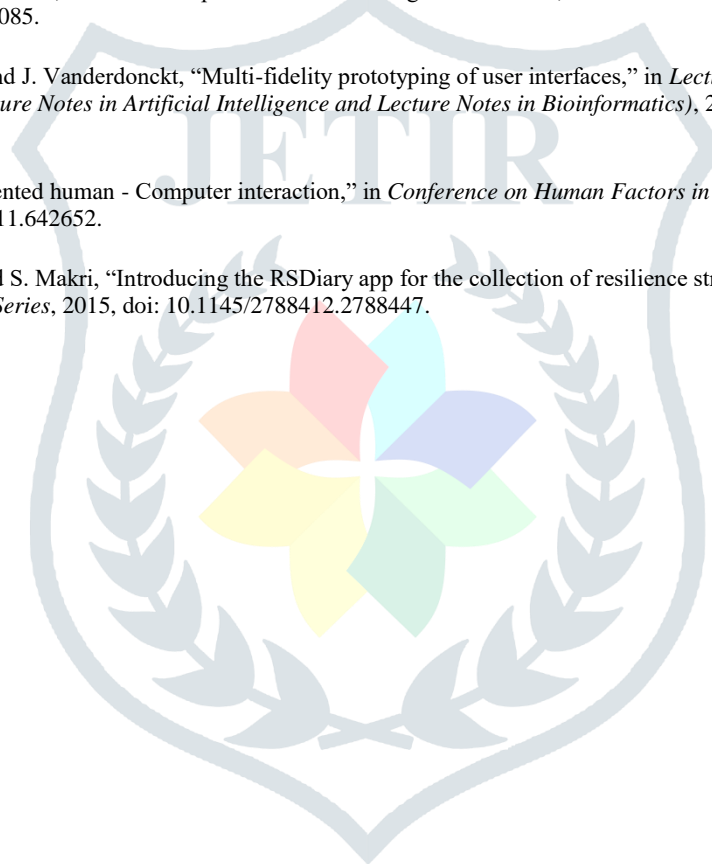 085.
nd J. Vanderdonckt, “Multi-fidelity prototyping of user interfaces,” in Lect
ure Notes in Artificial Intelligence and Lecture Notes in Bioinformatics), 2
JETIR
ented human - Computer interaction,” in Conference on Human Factors in
11.642652.
d S. Makri, “Introducing the RSDiary app for the collection of resilience str
Series, 2015, doi: 10.1145/2788412.2788447.